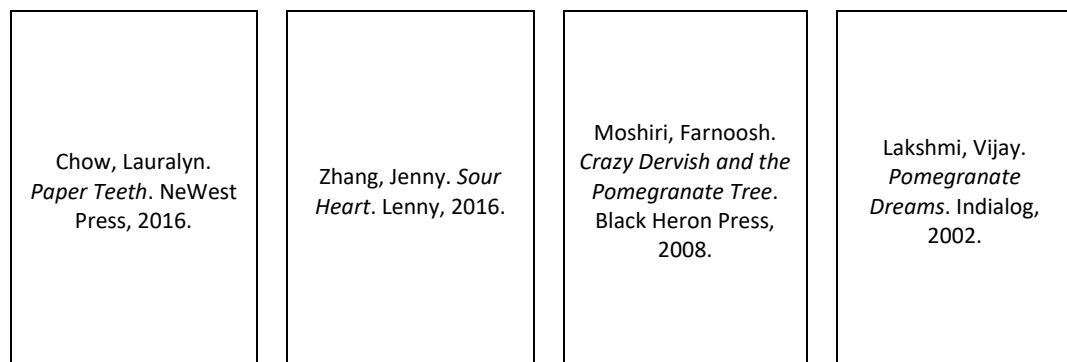 Chow, Lauralyn.
Paper Teeth. NeWest
Press, 2016.
Zhang, Jenny. Sour
Heart. Lenny, 2016.
Moshiri, Farnoosh.
Crazy Dervish and the
Pomegranate Tree.
Black Heron Press,
2008.
Lakshmi, Vijay.
Pomegranate
Dreams. Indialog,
2002.